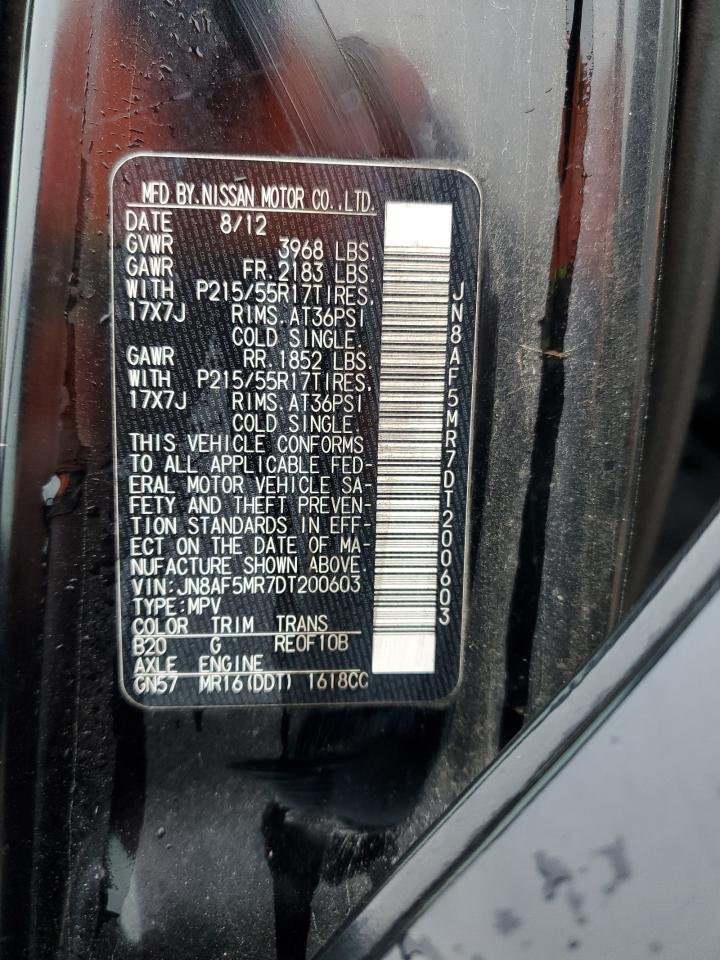 MFD BY.NISSAN MOTOR CO.,LTD.
DATE 8/12
GVWR 3968 LBS
GAWR FR.2183 LBS
WITH P215/55R17TIRES,
17X7J RIMS.AT36PSI
COLD SINGLE.
GAWR RR.1852 LBS.
WITH P215/55R17TIRES,
17X7J RIMS.AT36PSI
COLD SINGLE.
THIS VEHICLE CONFORMS
TO ALL APPLICABLE FED-
ERAL MOTOR VEHICLE SA-
FETY AND THEFT PREVEN-
TION STANDARDS IN EFF-
ECT ON THE DATE OF MA-
NUFACTURE SHOWN ABOVE.
VIN:JN8AF5MR7DT200603
TYPE:MPV
COLOR TRIM TRANS
B20 G RE0F10B
AXLE ENGINE
GN57 MR16(DDT) 1618CC
JN8AF5MR7DT200603